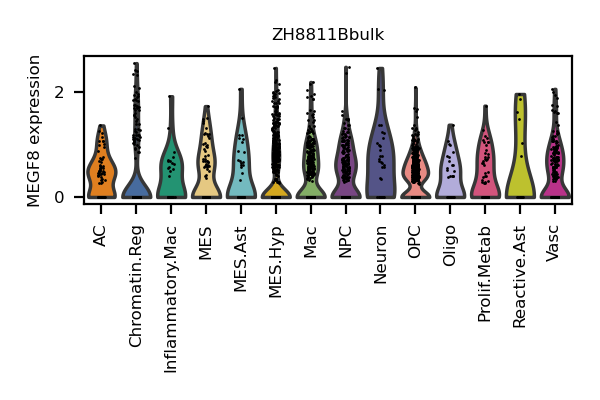 ZH8811Bbulk
MEGF8 expression
2
0
AC
Chromatin.Reg
Inflammatory.Mac
MES
MES.Ast
MES.Hyp
Mac
NPC
Neuron
OPC
Oligo
Prolif.Metab
Reactive.Ast
Vasc